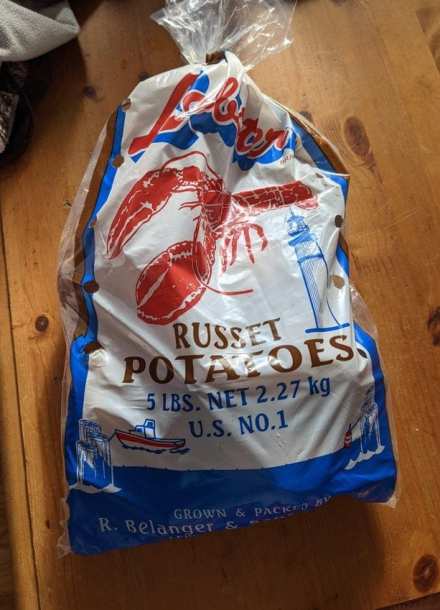 Lobster
RUSSET
POTATOES
5 LBS. NET 2.27 kg
U.S. NO.1
GROWN & PACKED BY
R. Belanger &